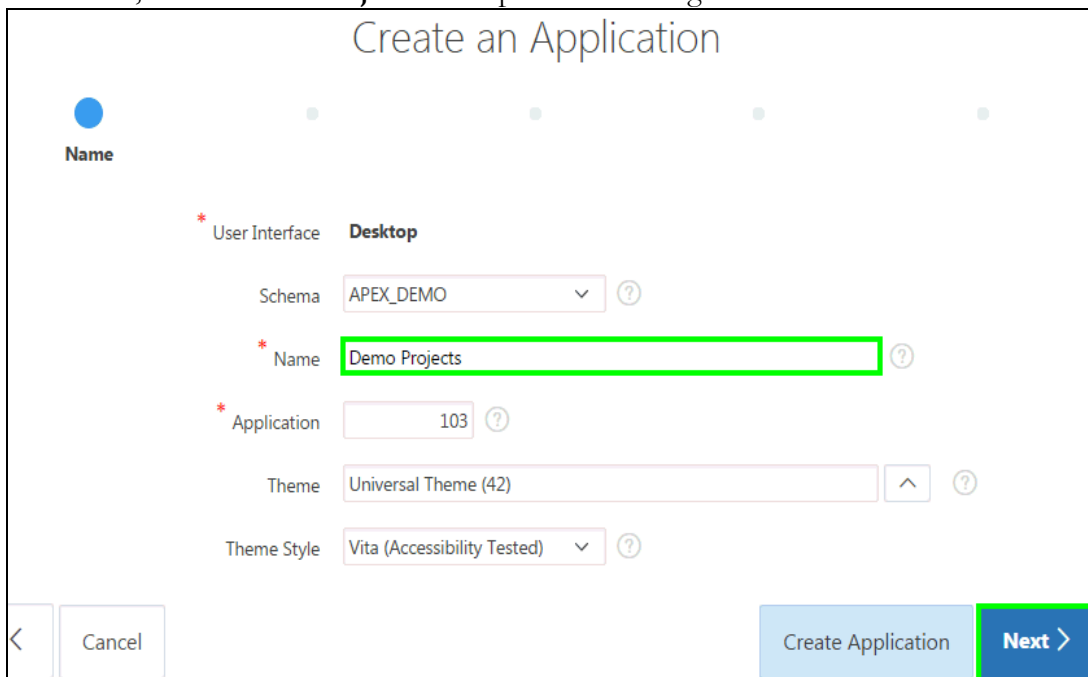 Create an Application
Name
* User Interface Desktop
Schema APEX_DEMO ?
* Name Demo Projects ?
* Application 103 ?
Theme Universal Theme (42) ?
Theme Style Vita (Accessibility Tested) ?
Cancel Create Application Next